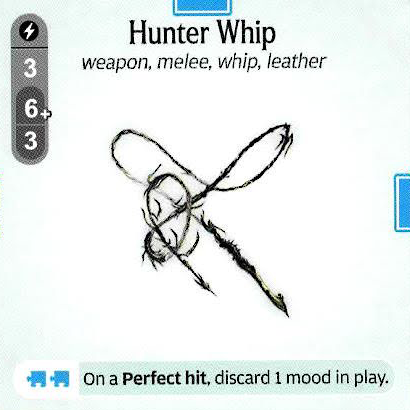 Hunter Whip
weapon, melee, whip, leather
3
6+
3
On a Perfect hit, discard 1 mood in play.